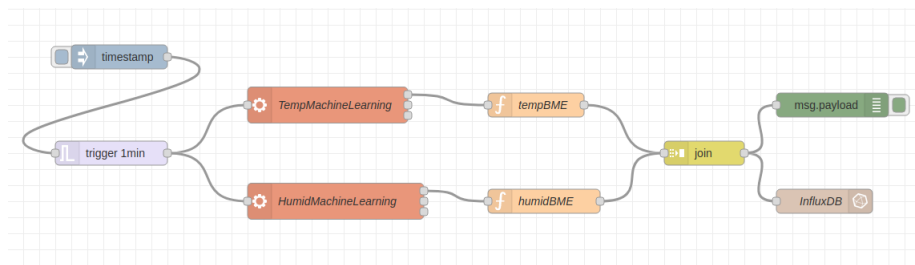 timestamp
TempMachineLearning
tempBME
msg.payload
trigger 1min
join
HumidMachineLearning
humidBME
InfluxDB